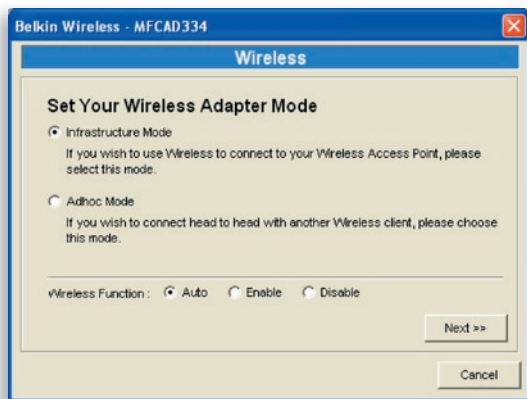 Belkin Wireless - MFCAD334
Wireless
Set Your Wireless Adapter Mode
Infrastructure Mode
If you wish to use Wireless to connect to your Wireless Access Point, please
select this mode.
Adhoc Mode
If you wish to connect head to head with another Wireless client, please choose
this mode.
Wireless Function : Auto Enable Disable
Next >>
Cancel